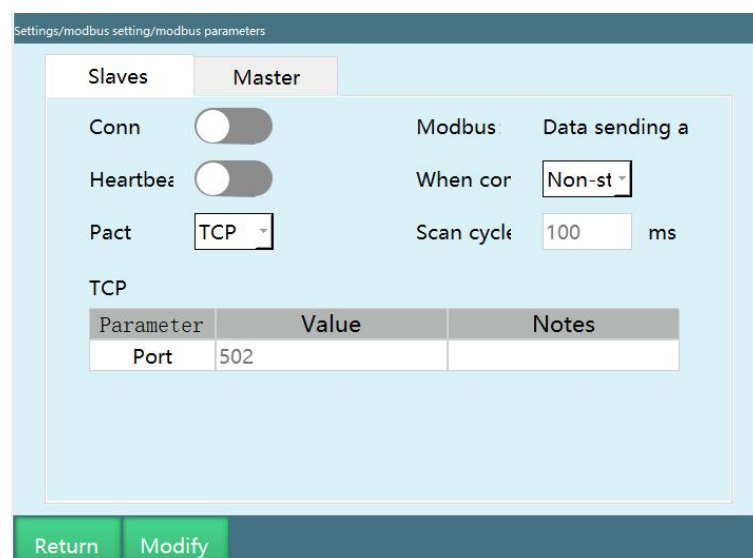 Settings/modbus setting/modbus parameters
Slaves Master
Conn Modbus: Data sending a
Heartbea When con Non-st
Pact TCP Scan cycle 100 ms
TCP
Parameter Value Notes
Port 502
Return Modify